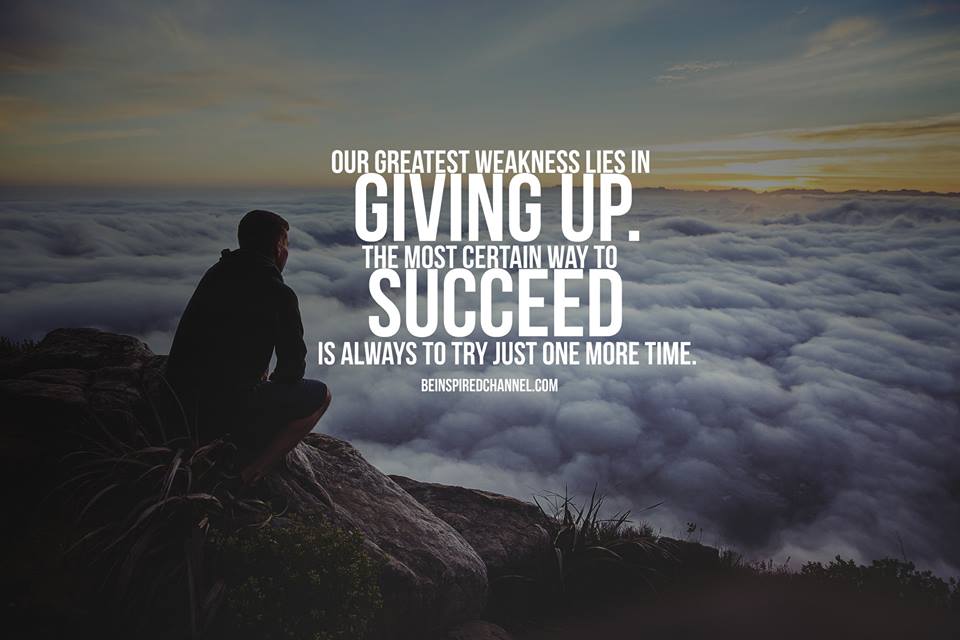 OUR GREATEST WEAKNESS LIES IN
GIVING UP.
THE MOST CERTAIN WAY TO
SUCCEED
IS ALWAYS TO TRY JUST ONE MORE TIME.
BEINSPIREDCHANNEL.COM